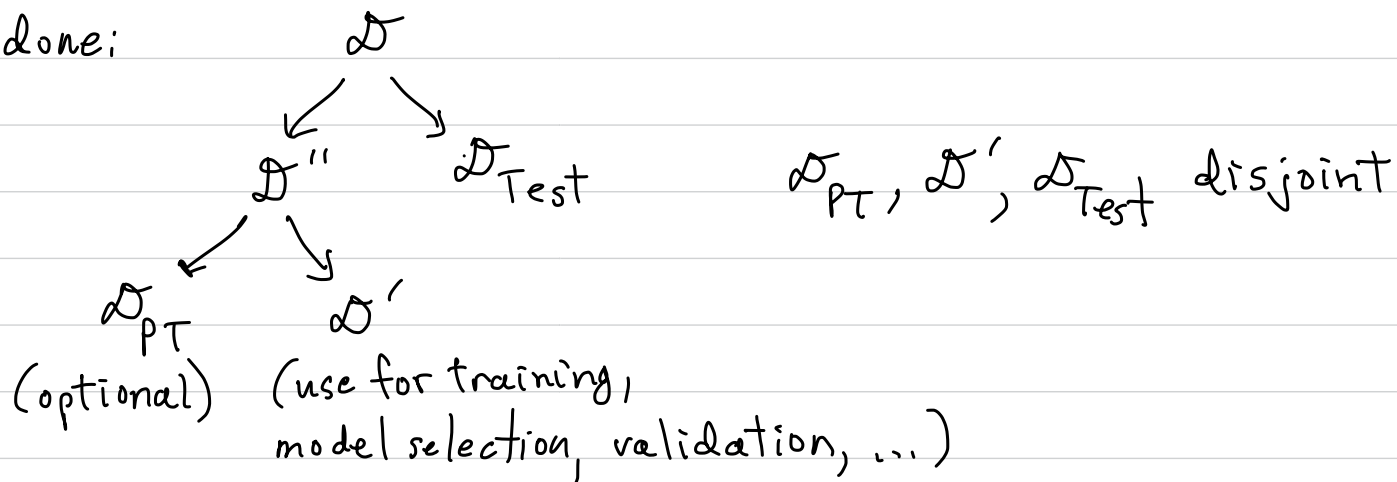 done: 𝒟
𝒟'' 𝒟_Test 𝒟_PT, 𝒟', 𝒟_Test disjoint
𝒟_PT 𝒟'
(optional) (use for training,
model selection, validation, ...)